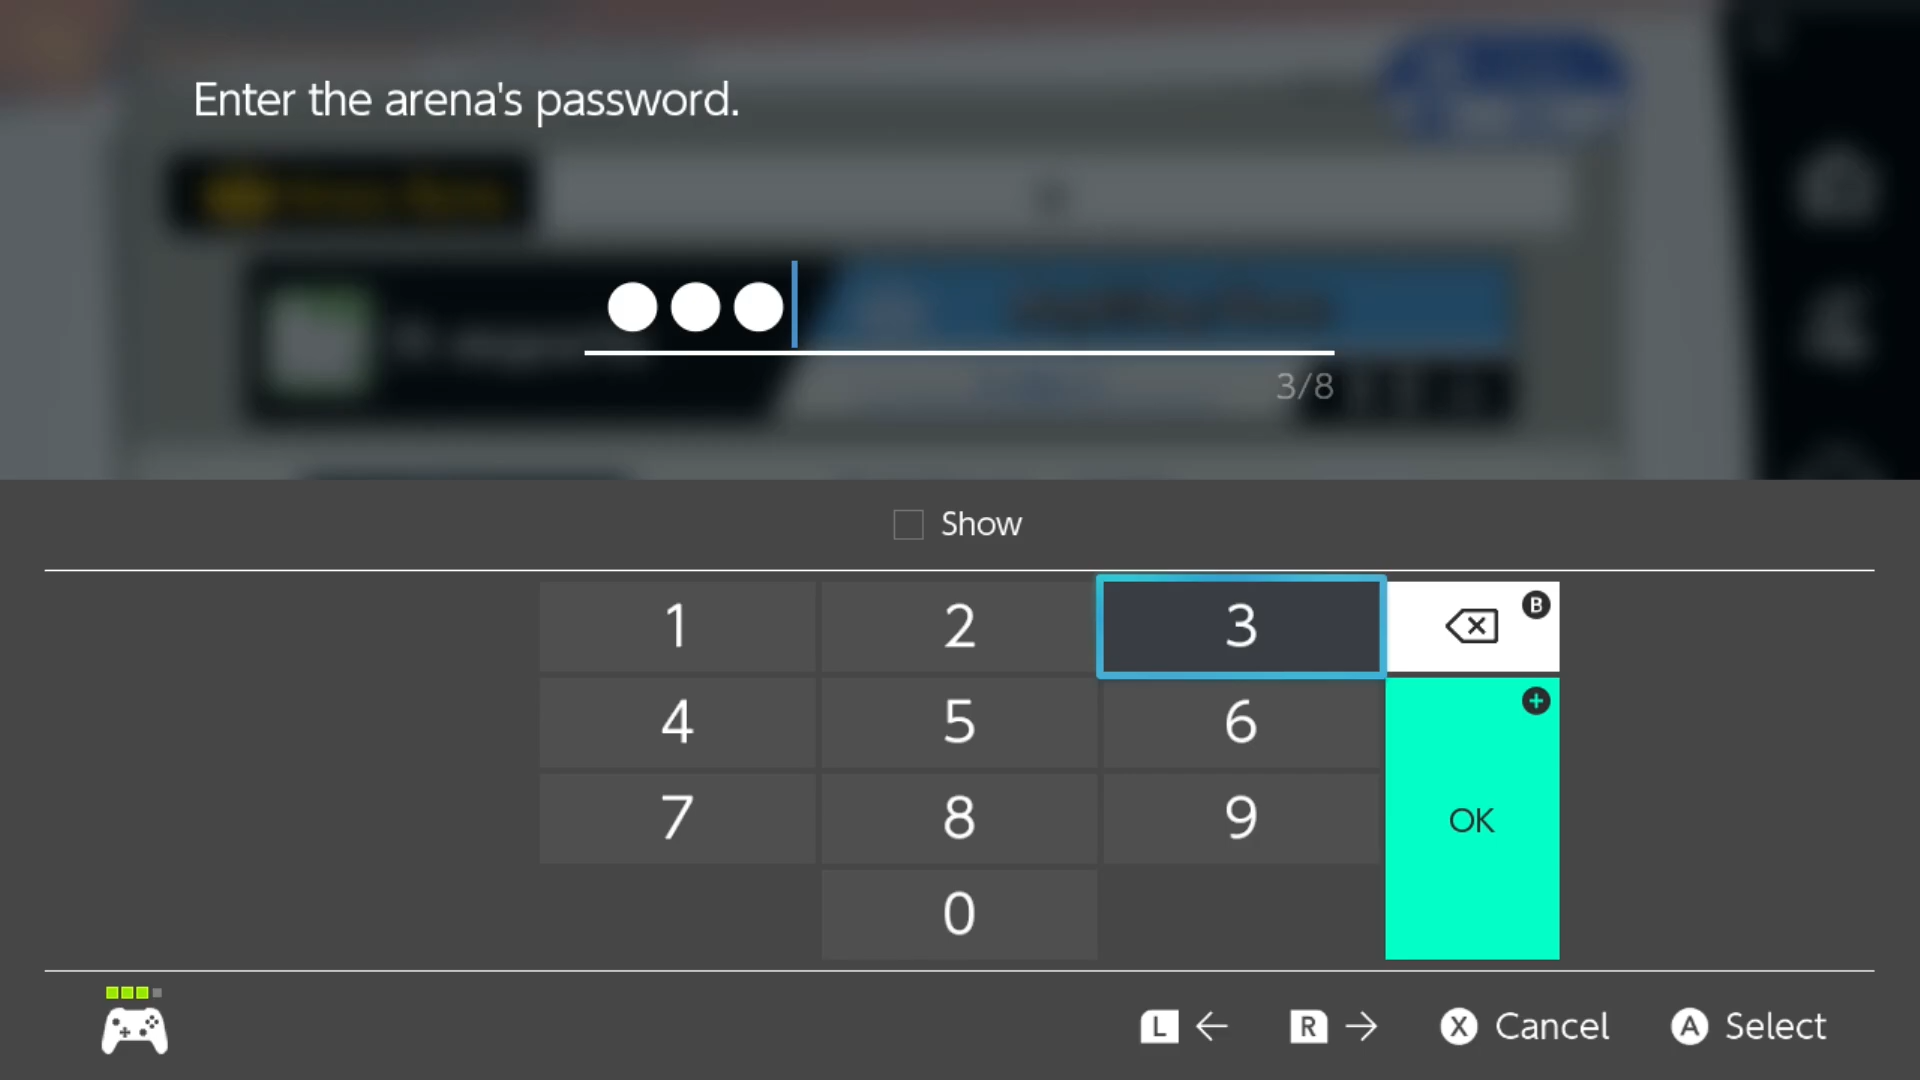 Enter the arena's password.
3/8
Show
1 2 3 B
4 5 6 +
7 8 9 OK
0
L ← R → X Cancel A Select